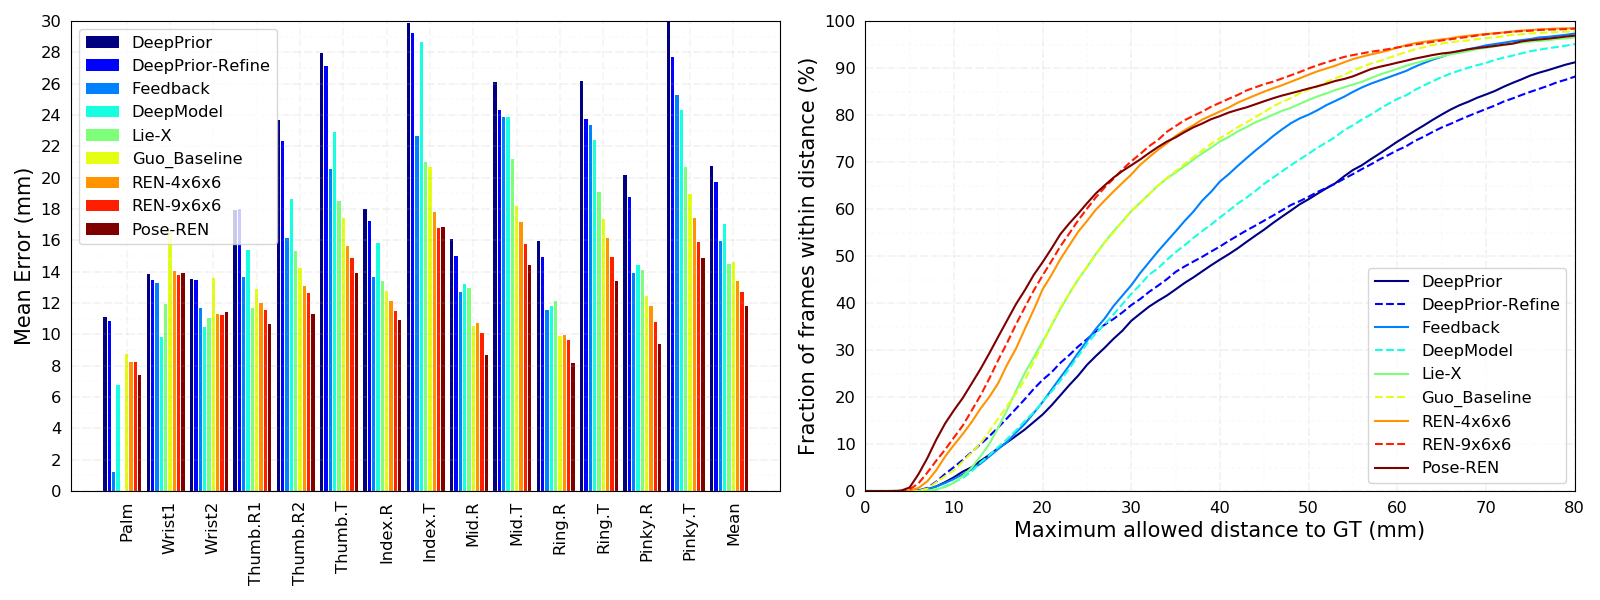 30
28
26
24
22
20
18
16
14
12
10
8
6
4
2
0
Mean Error (mm)
DeepPrior
DeepPrior-Refine
Feedback
DeepModel
Lie-X
Guo_Baseline
REN-4x6x6
REN-9x6x6
Pose-REN
Palm
Wrist1
Wrist2
Thumb.R1
Thumb.R2
Thumb.T
Index.R
Index.T
Mid.R
Mid.T
Ring.R
Ring.T
Pinky.R
Pinky.T
Mean
100
90
80
70
60
50
40
30
20
10
0
Fraction of frames within distance (%)
DeepPrior
DeepPrior-Refine
Feedback
DeepModel
Lie-X
Guo_Baseline
REN-4x6x6
REN-9x6x6
Pose-REN
0 10 20 30 40 50 60 70 80
Maximum allowed distance to GT (mm)